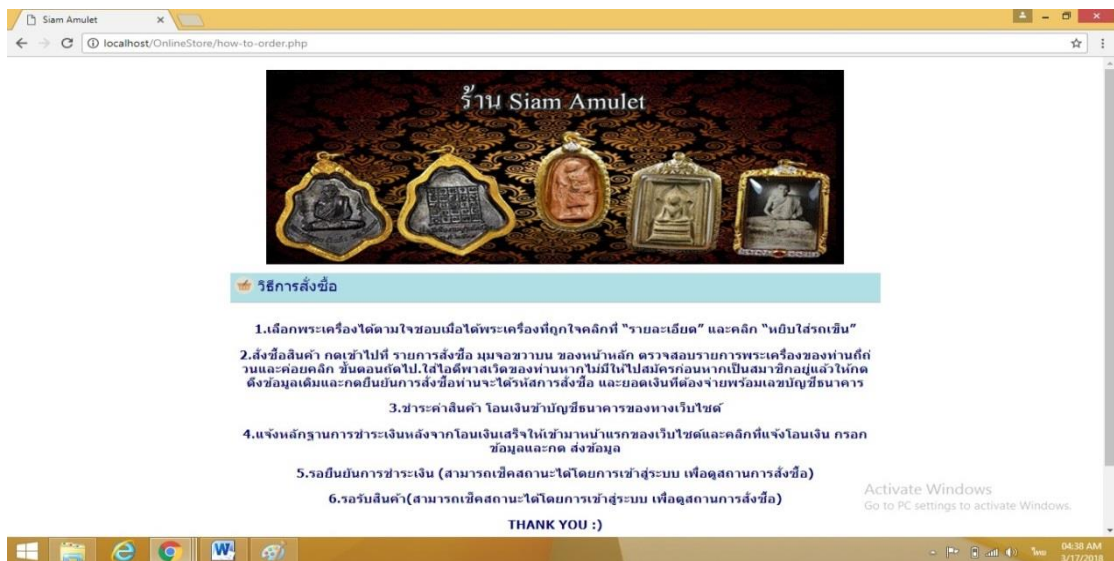 Siam Amulet
localhost/OnlineStore/how-to-order.php
ร้าน Siam Amulet
วิธีการสั่งซื้อ
1.เลือกพระเครื่องได้ตามใจชอบเมื่อได้พระเครื่องที่ถูกใจคลิกที่ “รายละเอียด” และคลิก “หยิบใส่รถเข็น”
2.สั่งซื้อสินค้า กดเข้าไปที่ รายการสั่งซื้อ มุมจอขวาบน ของหน้าหลัก ตรวจสอบรายการพระเครื่องของท่านถี่ถ่
วนและค่อยคลิก ขั้นตอนถัดไป.ใส่ไอดีพาสเวิดของท่านหากไม่มีให้ไปสมัครก่อนหากเป็นสมาชิกอยู่แล้วให้กด
ดึงข้อมูลเดิมและกดยืนยันการสั่งซื้อท่านจะได้รหัสการสั่งซื้อ และยอดเงินที่ต้องจ่ายพร้อมเลขบัญชีธนาคาร
3.ชำระค่าสินค้า โอนเงินเข้าบัญชีธนาคารของทางเว็บไซต์
4.แจ้งหลักฐานการชำระเงินหลังจากโอนเงินเสร็จให้เข้ามาหน้าแรกของเว็บไซต์และคลิกที่แจ้งโอนเงิน กรอก
ข้อมูลและกด ส่งข้อมูล
5.รอยืนยันการชำระเงิน (สามารถเช็คสถานะได้โดยการเข้าสู่ระบบ เพื่อดูสถานการสั่งซื้อ)
6.รอรับสินค้า(สามารถเช็คสถานะได้โดยการเข้าสู่ระบบ เพื่อดูสถานการสั่งซื้อ)
THANK YOU :)
Activate Windows
Go to PC settings to activate Windows.
ไทย
04:38 AM
3/17/2018